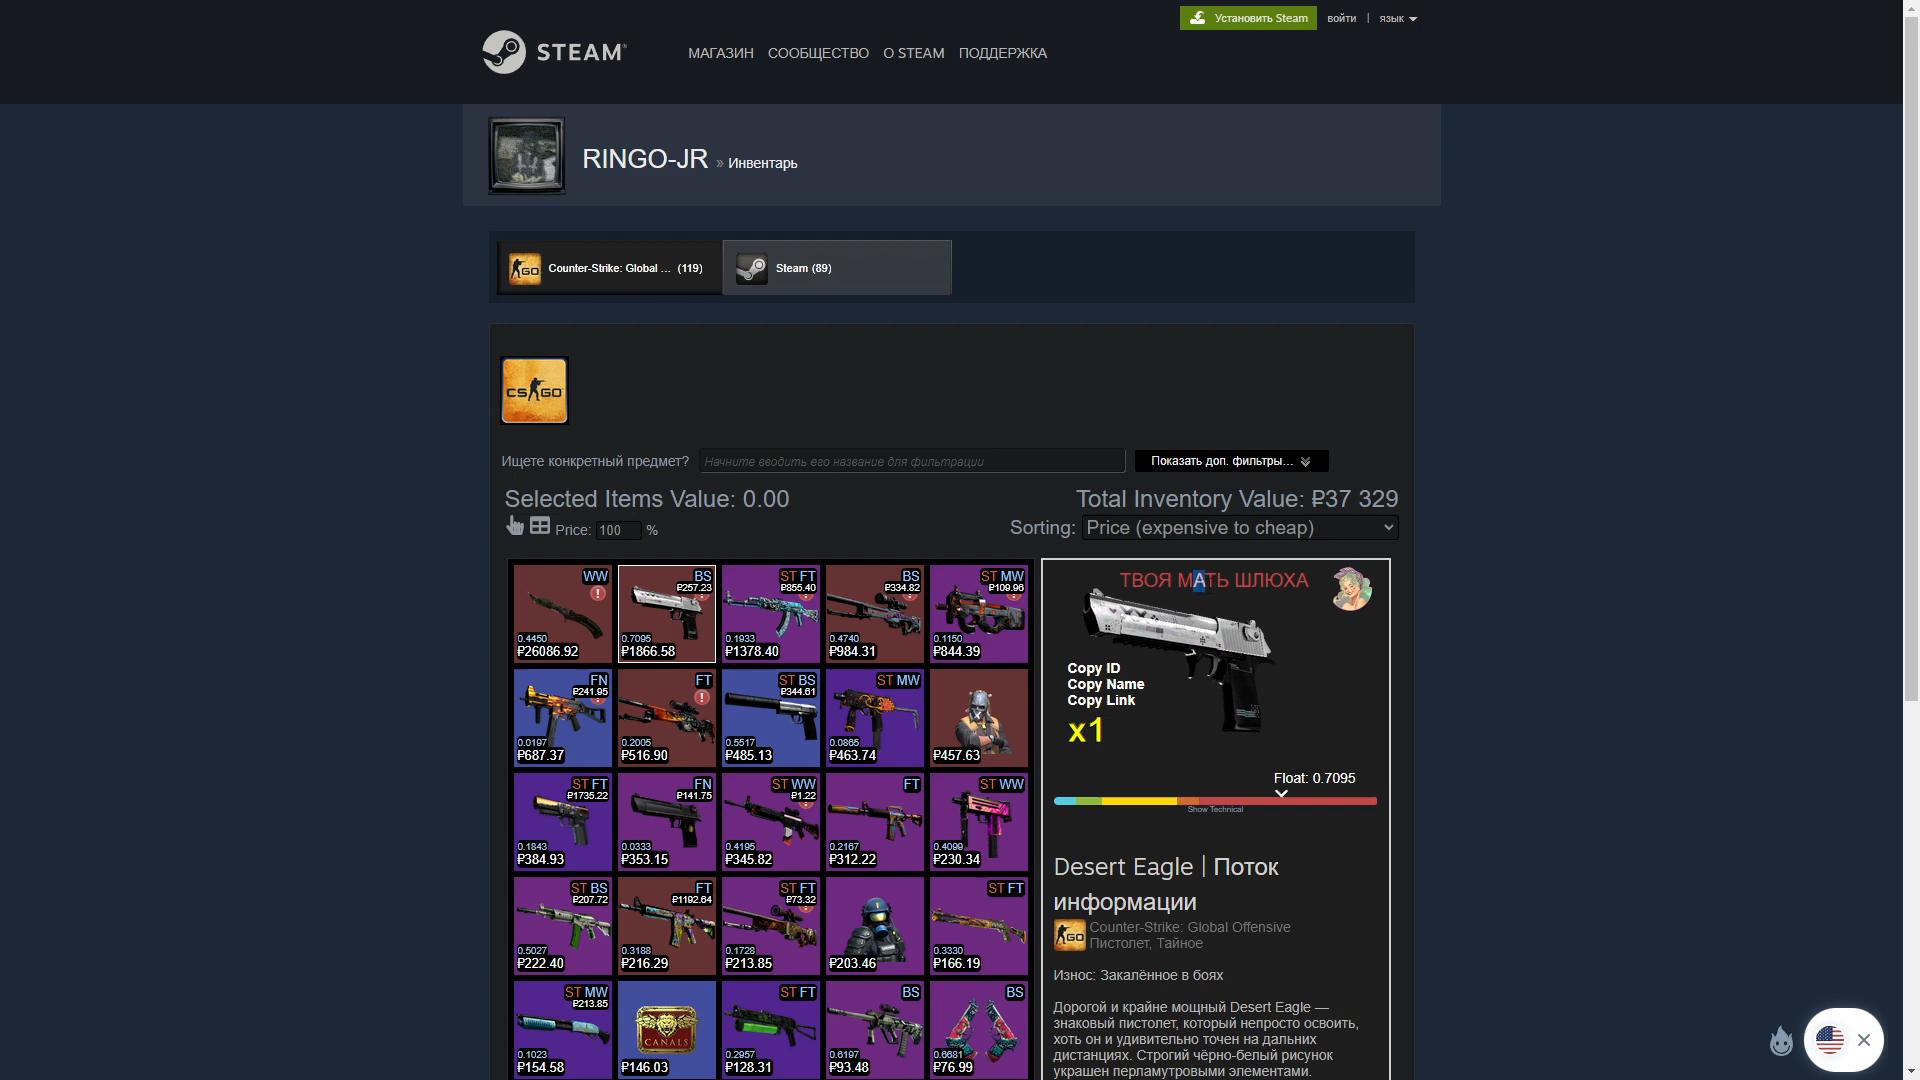 Установить Steam
войти | язык
STEAM
МАГАЗИН СООБЩЕСТВО О STEAM ПОДДЕРЖКА
RINGO-JR » Инвентарь
Counter-Strike: Global ... (119)
Steam (89)
CS GO
Ищете конкретный предмет?
Начните вводить его название для фильтрации
Показать доп. фильтры...
Selected Items Value: 0.00
Total Inventory Value: ₽37 329
Price: 100 %
Sorting: Price (expensive to cheap)
WW
0.4450
₽26086.92
BS
₽257.23
0.7095
₽1866.58
ST FT
₽855.40
0.1933
₽1378.40
BS
₽334.82
0.4740
₽984.31
ST MW
₽109.96
0.1150
₽844.39
FN
₽241.95
0.0197
₽687.37
FT
0.2005
₽516.90
ST BS
₽344.61
0.5517
₽485.13
ST MW
0.0865
₽463.74
₽457.63
ST FT
₽1735.22
0.1843
₽384.93
FN
₽141.75
0.0333
₽353.15
ST WW
₽1.22
0.4195
₽345.82
FT
0.2167
₽312.22
ST WW
0.4099
₽230.34
ST BS
₽207.72
0.5027
₽222.40
FT
₽1192.64
0.3188
₽216.29
ST FT
₽73.32
0.1728
₽213.85
₽203.46
ST FT
0.3330
₽166.19
ST MW
₽213.85
0.1023
₽154.58
CANALS
₽146.03
ST FT
0.2957
₽128.31
BS
0.6197
₽93.48
BS
0.6681
₽76.99
ТВОЯ МАТЬ ШЛЮХА
Copy ID
Copy Name
Copy Link
x1
Float: 0.7095
Show Technical
Desert Eagle | Поток
информации
Counter-Strike: Global Offensive
Пистолет, Тайное
Износ: Закалённое в боях
Дорогой и крайне мощный Desert Eagle —
знаковый пистолет, который непросто освоить,
хоть он и удивительно точен на дальних
дистанциях. Строгий чёрно-белый рисунок
украшен перламутровыми элементами.